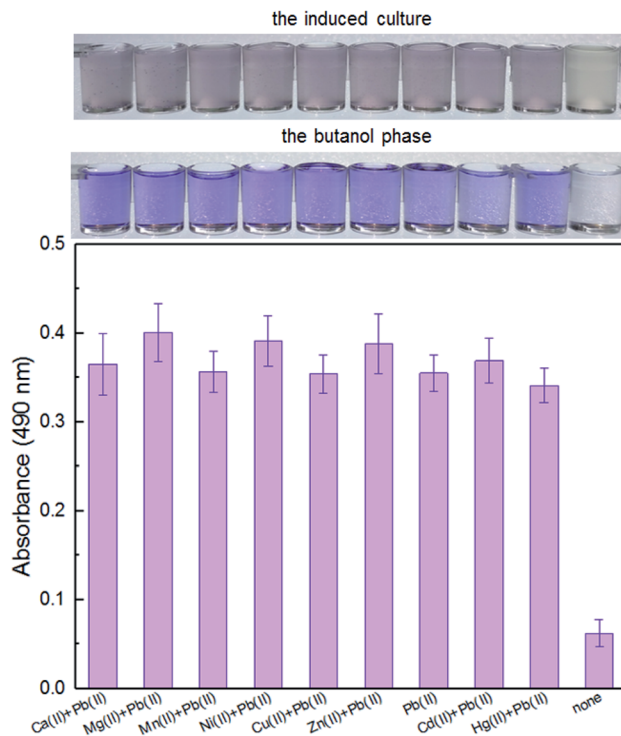 the induced culture
the butanol phase
0.5
0.4
0.3
0.2
0.1
0.0
Absorbance (490 nm)
Ca(II)+Pb(II)
Mg(II)+Pb(II)
Mn(II)+Pb(II)
Ni(II)+Pb(II)
Cu(II)+Pb(II)
Zn(II)+Pb(II)
Pb(II)
Cd(II)+Pb(II)
Hg(II)+Pb(II)
none